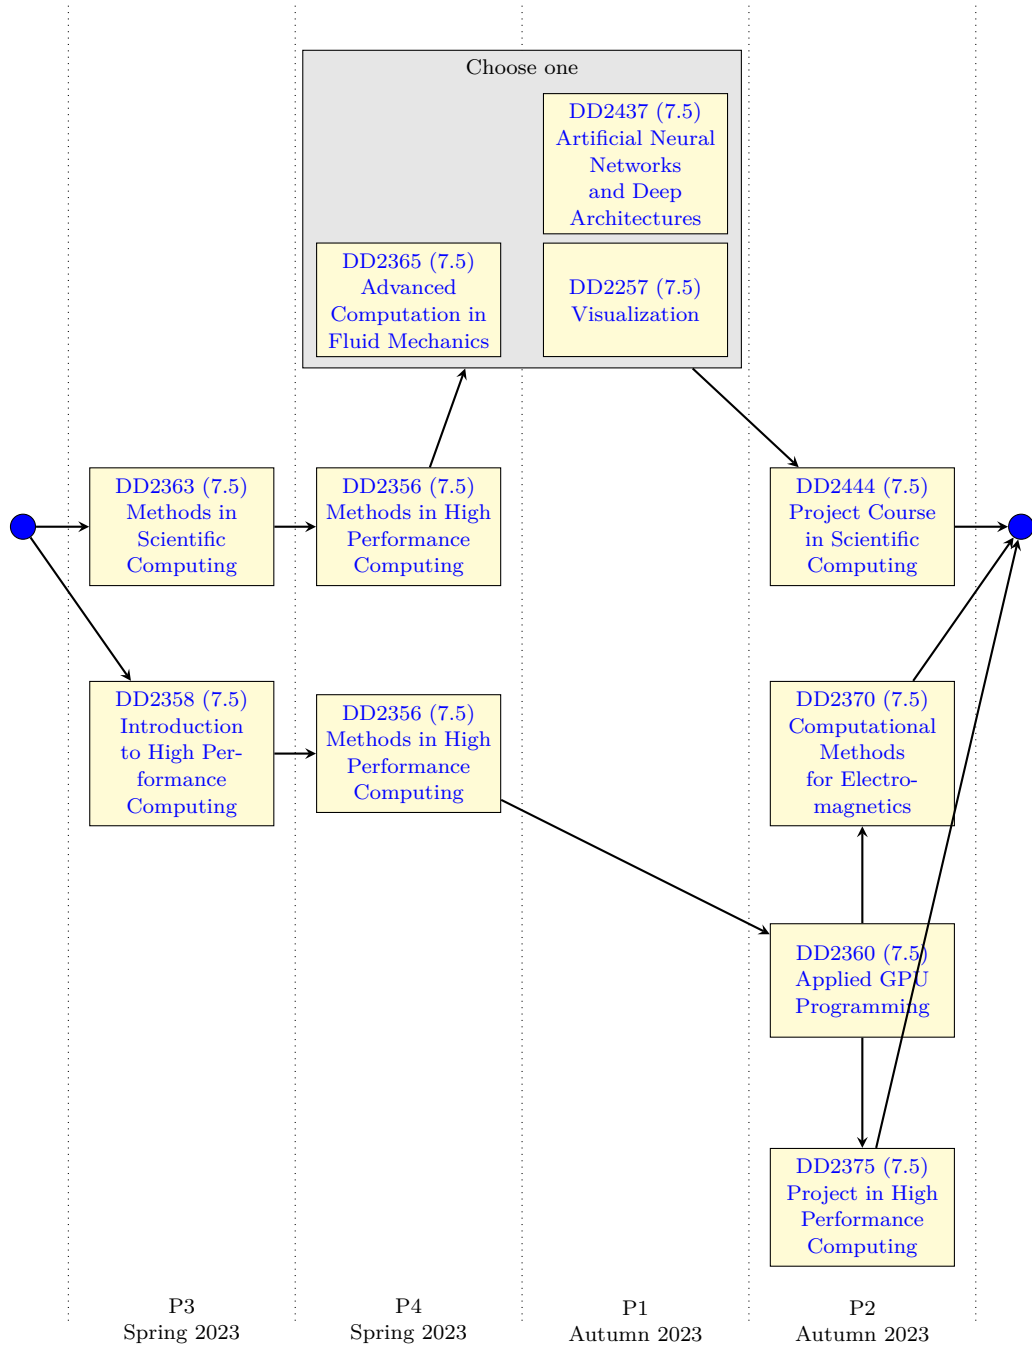 Choose one
DD2437 (7.5)
Artificial Neural
Networks
and Deep
Architectures
DD2365 (7.5)
Advanced
Computation in
Fluid Mechanics
DD2257 (7.5)
Visualization
DD2363 (7.5)
Methods in
Scientific
Computing
DD2356 (7.5)
Methods in High
Performance
Computing
DD2444 (7.5)
Project Course
in Scientific
Computing
DD2358 (7.5)
Introduction
to High Per-
formance
Computing
DD2356 (7.5)
Methods in High
Performance
Computing
DD2370 (7.5)
Computational
Methods
for Electro-
magnetics
DD2360 (7.5)
Applied GPU
Programming
DD2375 (7.5)
Project in High
Performance
Computing
P3
Spring 2023
P4
Spring 2023
P1
Autumn 2023
P2
Autumn 2023